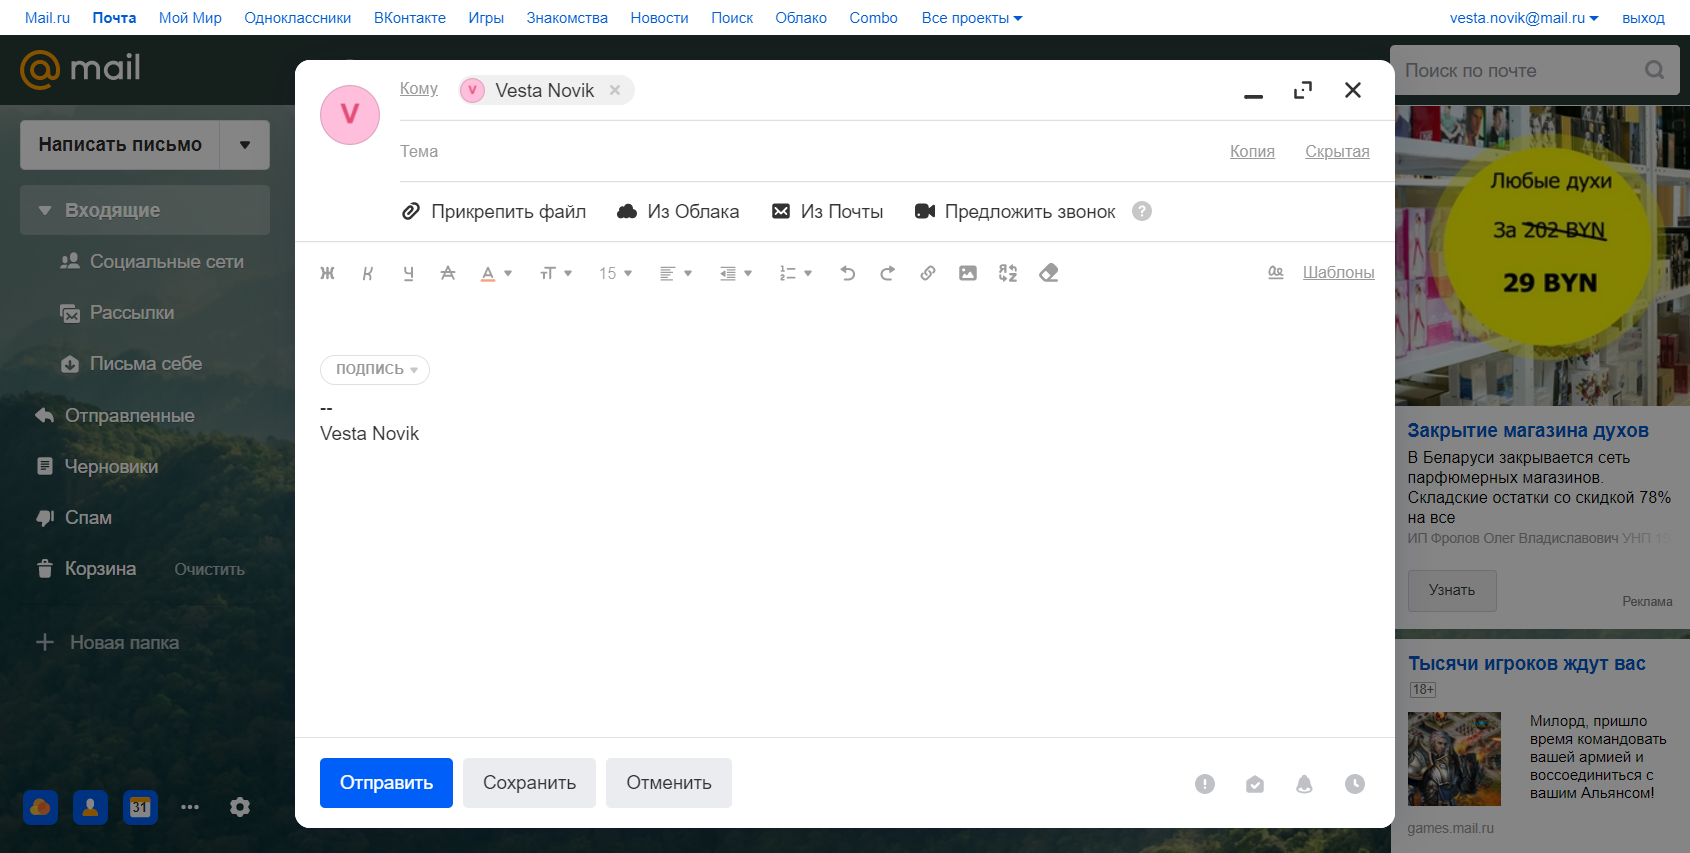 Mail.ru Почта Мой Мир Одноклассники ВКонтакте Игры Знакомства Новости Поиск Облако Combo Все проекты vesta.novik@mail.ru выход
mail
Поиск по почте
Написать письмо
Входящие
Социальные сети
Рассылки
Письма себе
Отправленные
Черновики
Спам
Корзина Очистить
Новая папка
31
V
Кому V Vesta Novik
Тема Копия Скрытая
Прикрепить файл Из Облака Из Почты Предложить звонок ?
Ж К Ч А А тТ 15 Шаблоны
ПОДПИСЬ
--
Vesta Novik
Отправить Сохранить Отменить
Любые духи
За 202 BYN
29 BYN
Закрытие магазина духов
В Беларуси закрывается сеть
парфюмерных магазинов.
Складские остатки со скидкой 78%
на все
ИП Фролов Олег Владиславович УНП
Узнать
Реклама
Тысячи игроков ждут вас
18+
Милорд, пришло
время командовать
вашей армией и
воссоединиться с
вашим Альянсом!
games.mail.ru